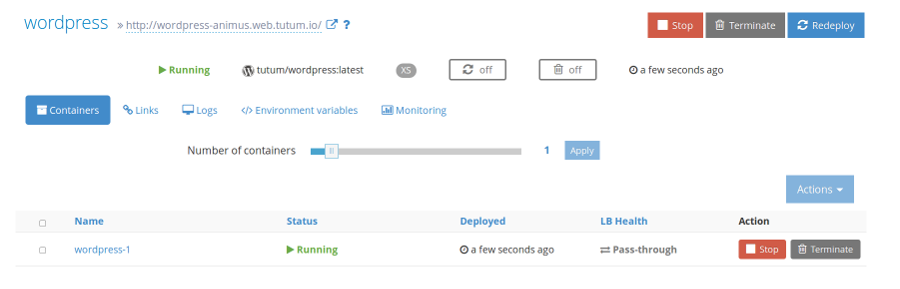 wordpress » http://wordpress-animus.web.tutum.io/ ? Stop Terminate Redeploy
Running tutum/wordpress:latest XS off off a few seconds ago
Containers Links Logs </> Environment variables Monitoring
Number of containers 1 Apply
Actions
Name Status Deployed LB Health Action
wordpress-1 Running a few seconds ago Pass-through Stop Terminate